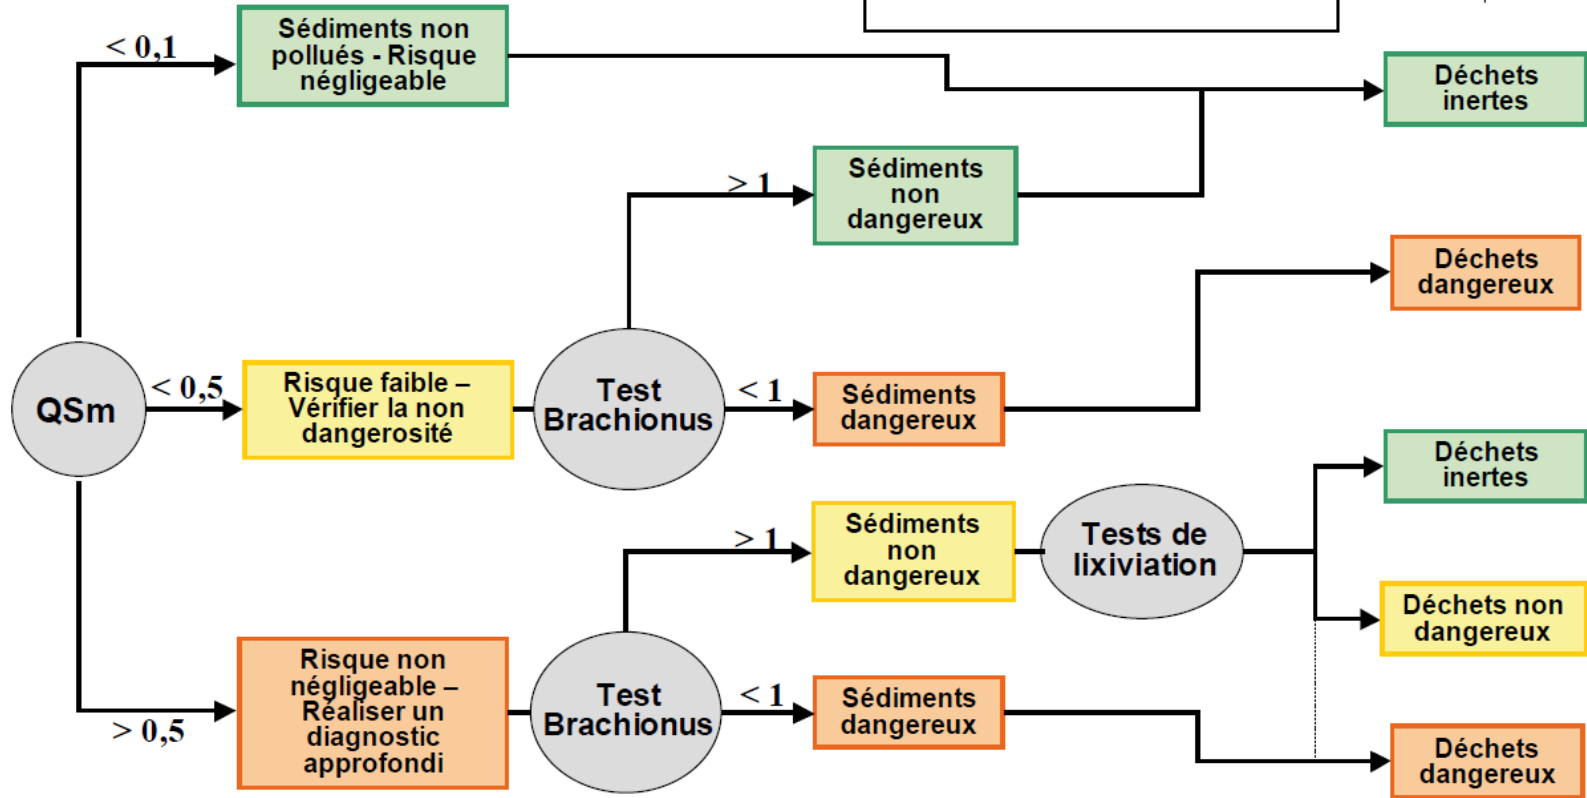 < 0,1
Sédiments non
pollués - Risque
négligeable
Déchets
inertes
> 1
Sédiments
non
dangereux
Déchets
dangereux
QSm
< 0,5
Risque faible –
Vérifier la non
dangerosité
Test
Brachionus
< 1
Sédiments
dangereux
Déchets
inertes
> 1
Sédiments
non
dangereux
Tests de
lixiviation
Déchets non
dangereux
> 0,5
Risque non
négligeable –
Réaliser un
diagnostic
approfondi
Test
Brachionus
< 1
Sédiments
dangereux
Déchets
dangereux